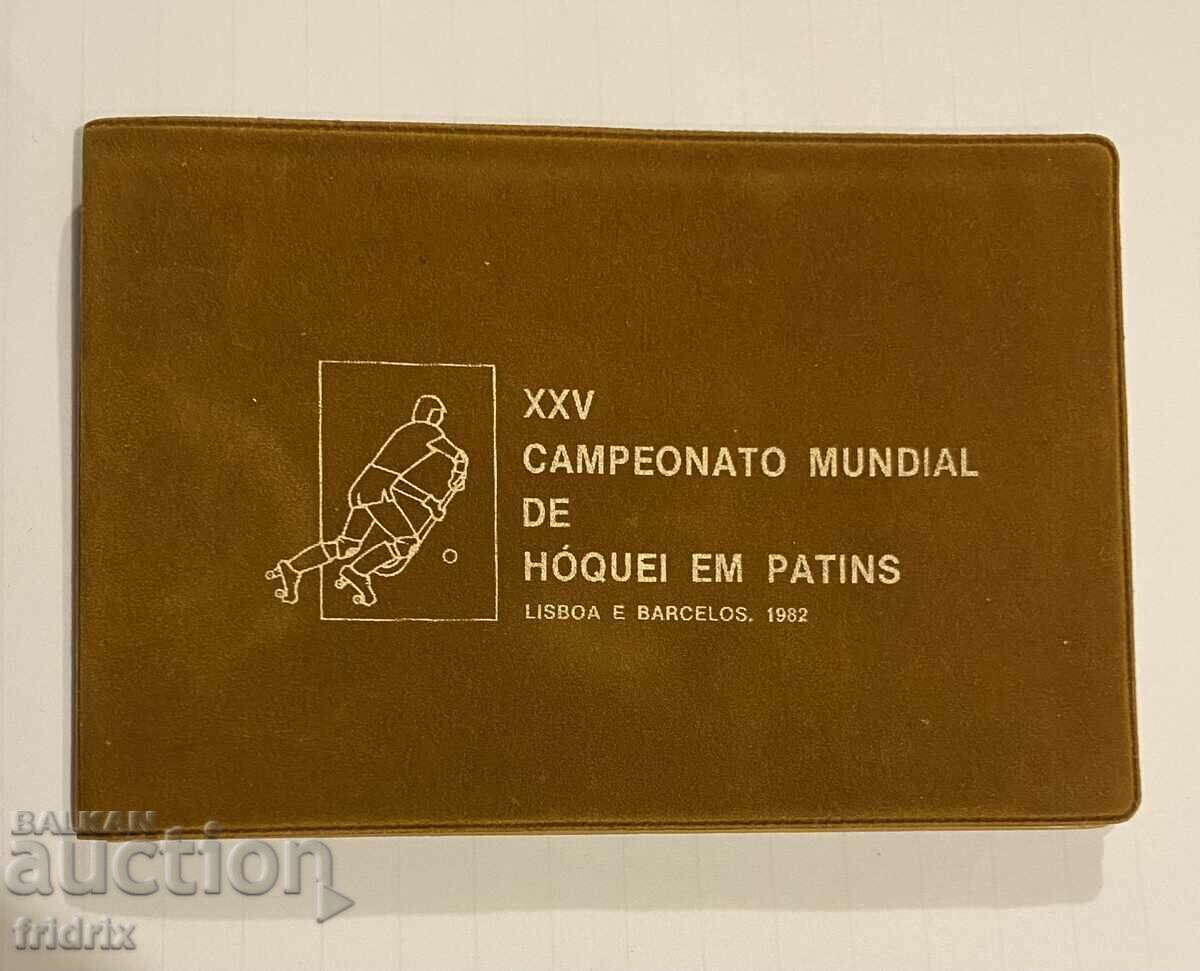 XXV
CAMPEONATO MUNDIAL
DE
HÓQUEI EM PATINS
LISBOA E BARCELOS, 1982
BALKAN
auction
fridrix